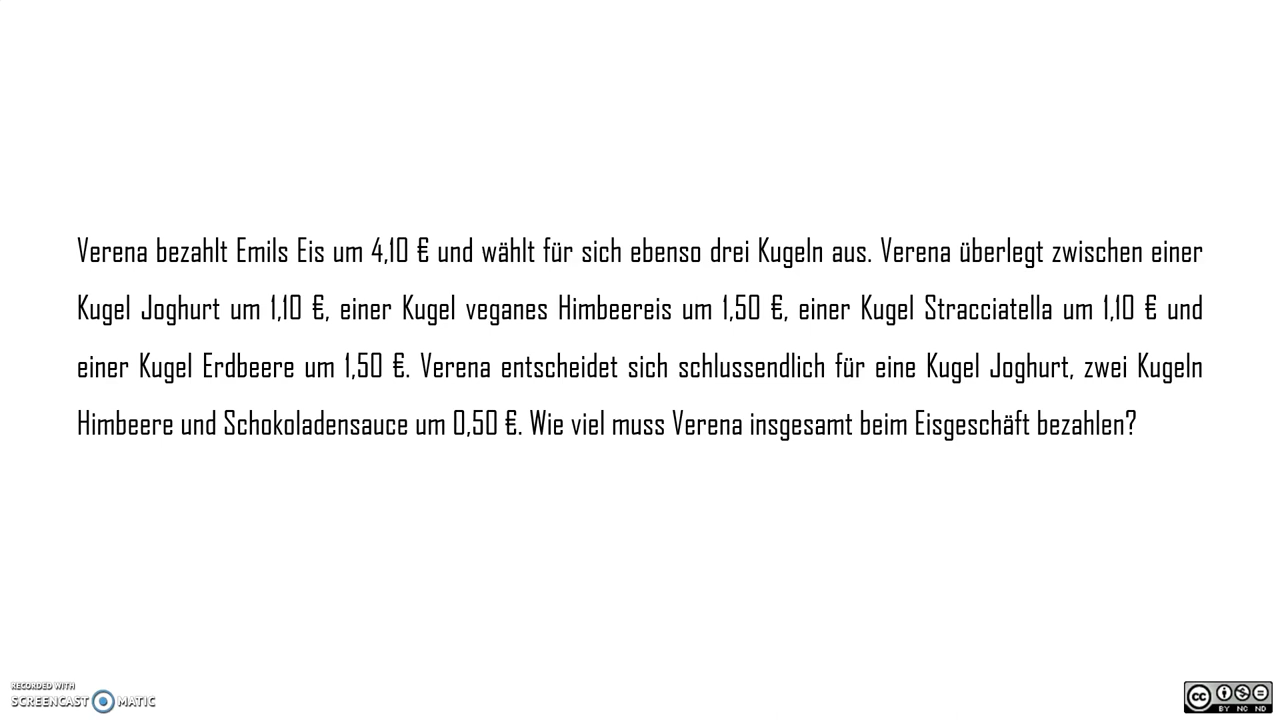 Verena bezahlt Emils Eis um 4,10 € und wählt für sich ebenso drei Kugeln aus. Verena überlegt zwischen einer
Kugel Joghurt um 1,10 €, einer Kugel veganes Himbeereis um 1,50 €, einer Kugel Stracciatella um 1,10 € und
einer Kugel Erdbeere um 1,50 €. Verena entscheidet sich schlussendlich für eine Kugel Joghurt, zwei Kugeln
Himbeere und Schokoladensauce um 0,50 €. Wie viel muss Verena insgesamt beim Eisgeschäft bezahlen?
RECORDED WITH
SCREENCAST MATIC
cc
BY NC ND